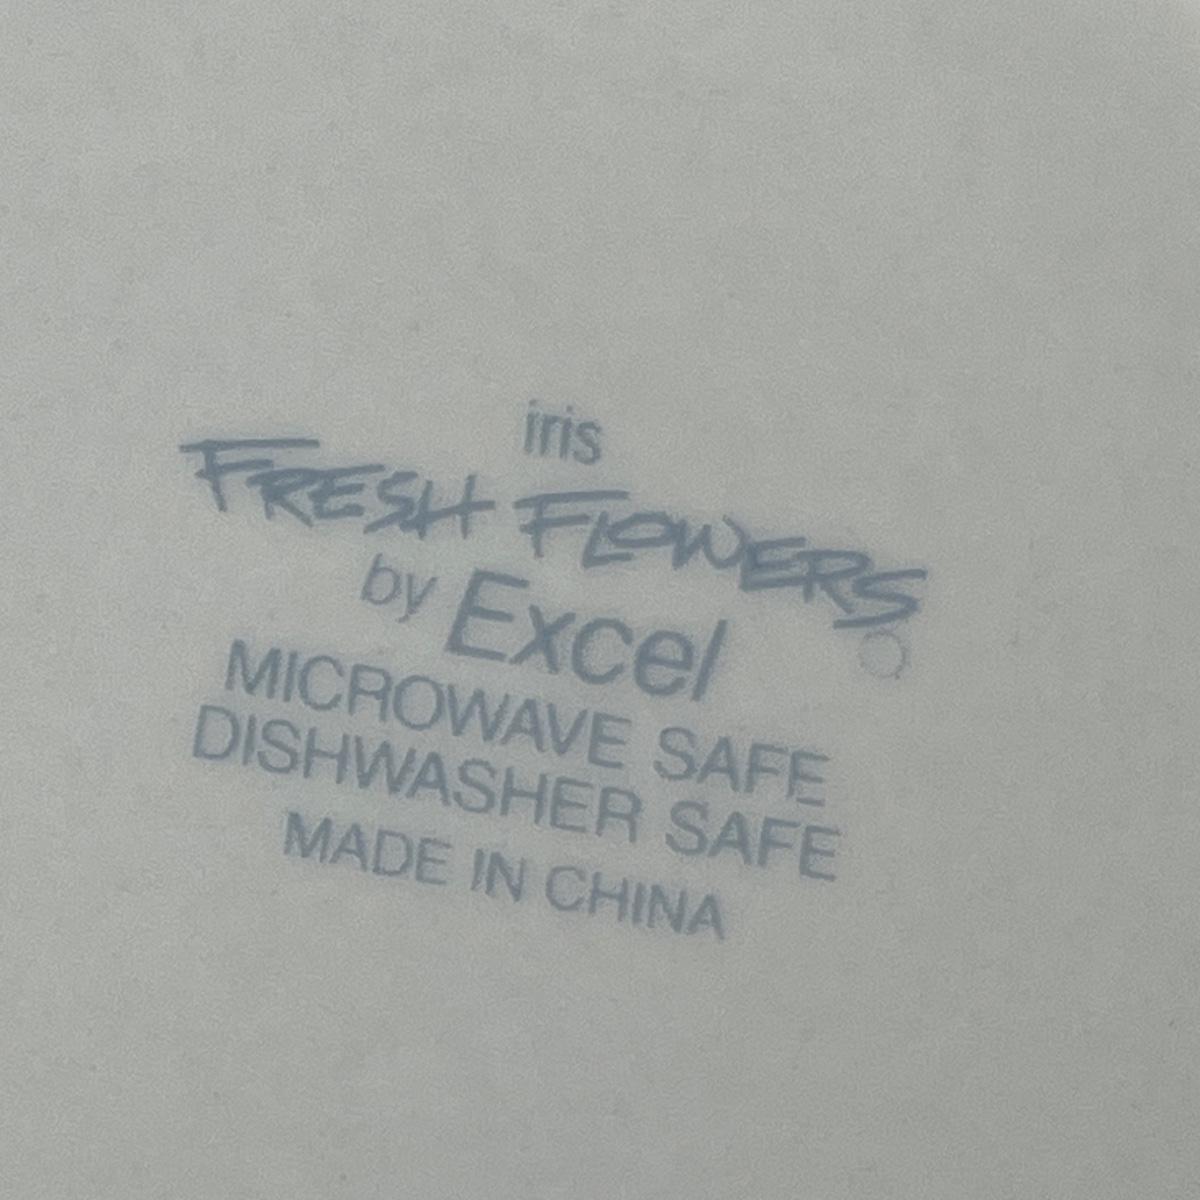 iris
FRESH FLOWERS
by Excel
MICROWAVE SAFE
DISHWASHER SAFE
MADE IN CHINA